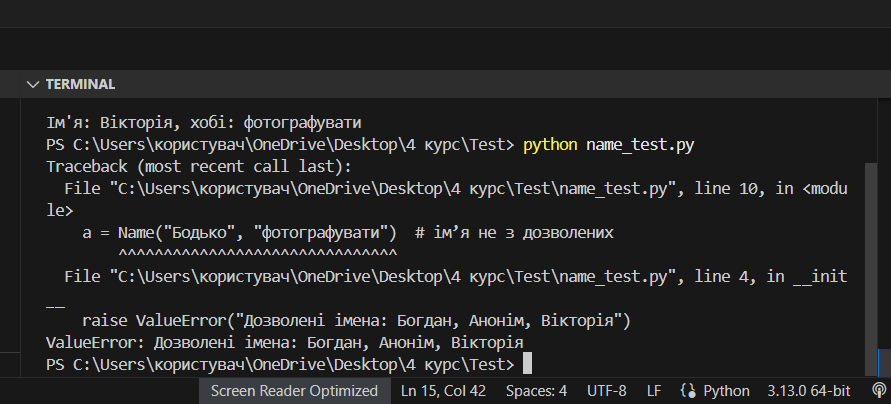 TERMINAL
Ім'я: Вікторія, хобі: фотографувати
PS C:\Users\користувач\OneDrive\Desktop\4 курс\Test> python name_test.py
Traceback (most recent call last):
  File "C:\Users\користувач\OneDrive\Desktop\4 курс\Test\name_test.py", line 10, in <modu
le>
    a = Name("Бодько", "фотографувати")  # ім’я не з дозволених
        ^^^^^^^^^^^^^^^^^^^^^^^^^^^^^^^
  File "C:\Users\користувач\OneDrive\Desktop\4 курс\Test\name_test.py", line 4, in __init
__
    raise ValueError("Дозволені імена: Богдан, Анонім, Вікторія")
ValueError: Дозволені імена: Богдан, Анонім, Вікторія
PS C:\Users\користувач\OneDrive\Desktop\4 курс\Test>
Screen Reader Optimized Ln 15, Col 42 Spaces: 4 UTF-8 LF Python 3.13.0 64-bit